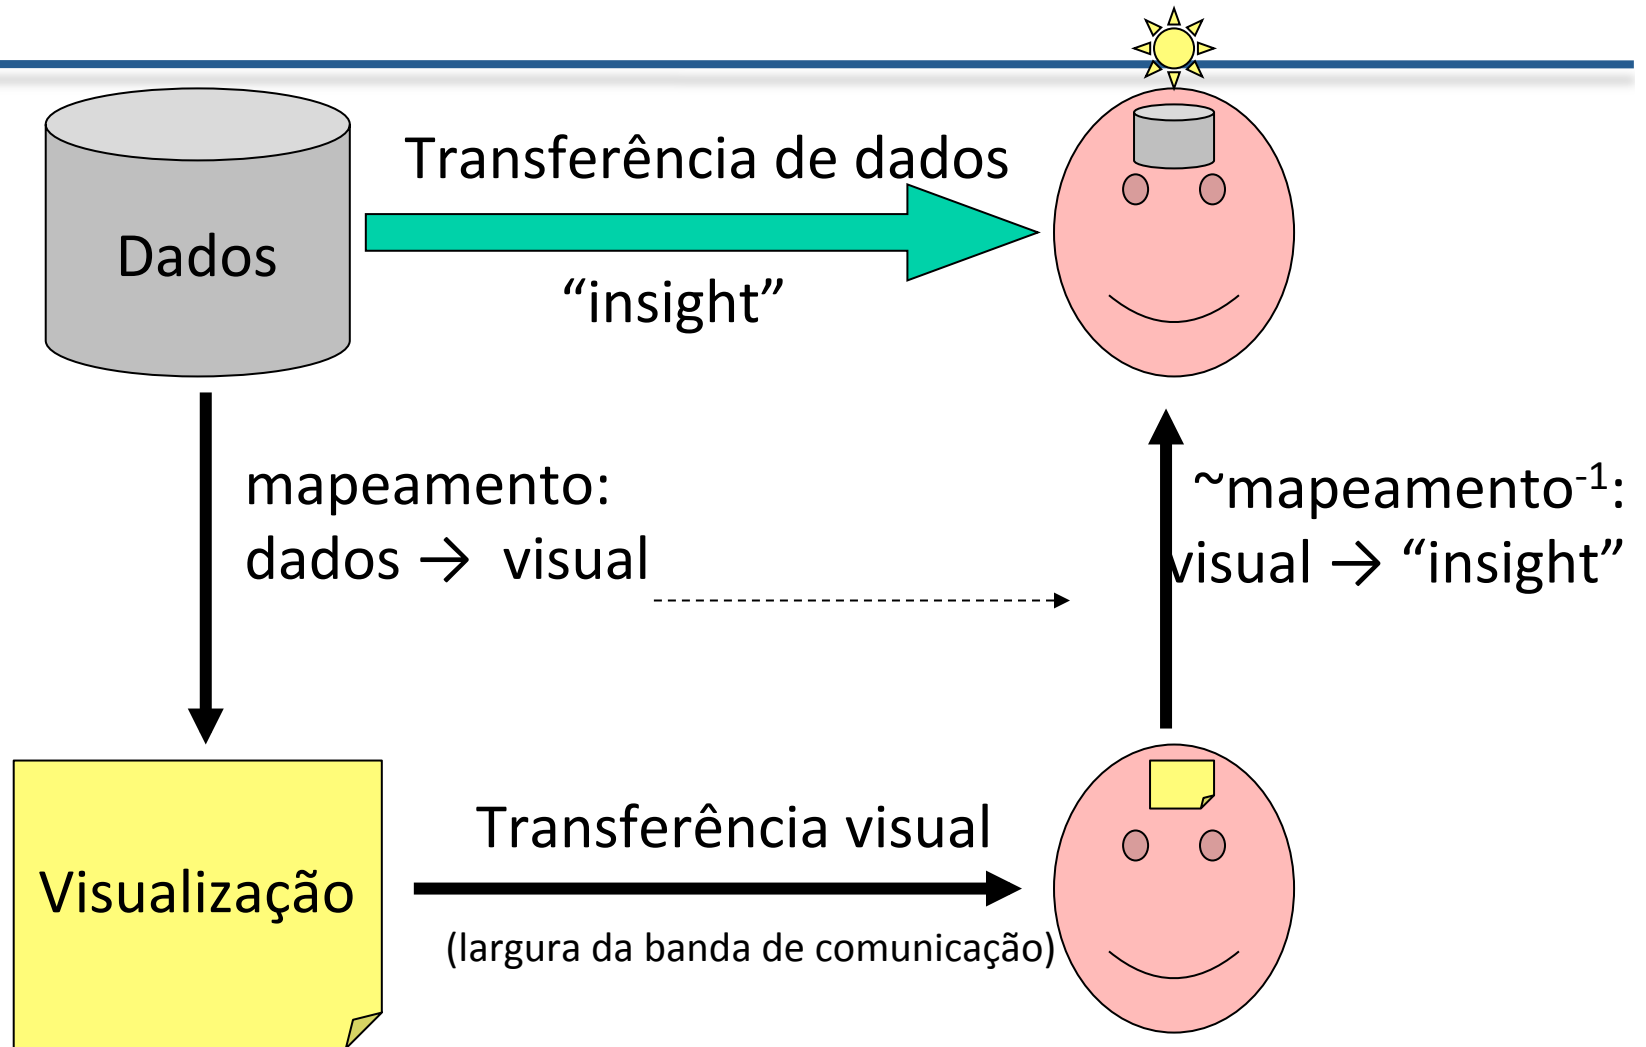 Transferência de dados
Dados
“insight”
mapeamento:
dados → visual
~mapeamento⁻¹:
visual → “insight”
Transferência visual
Visualização
(largura da banda de comunicação)